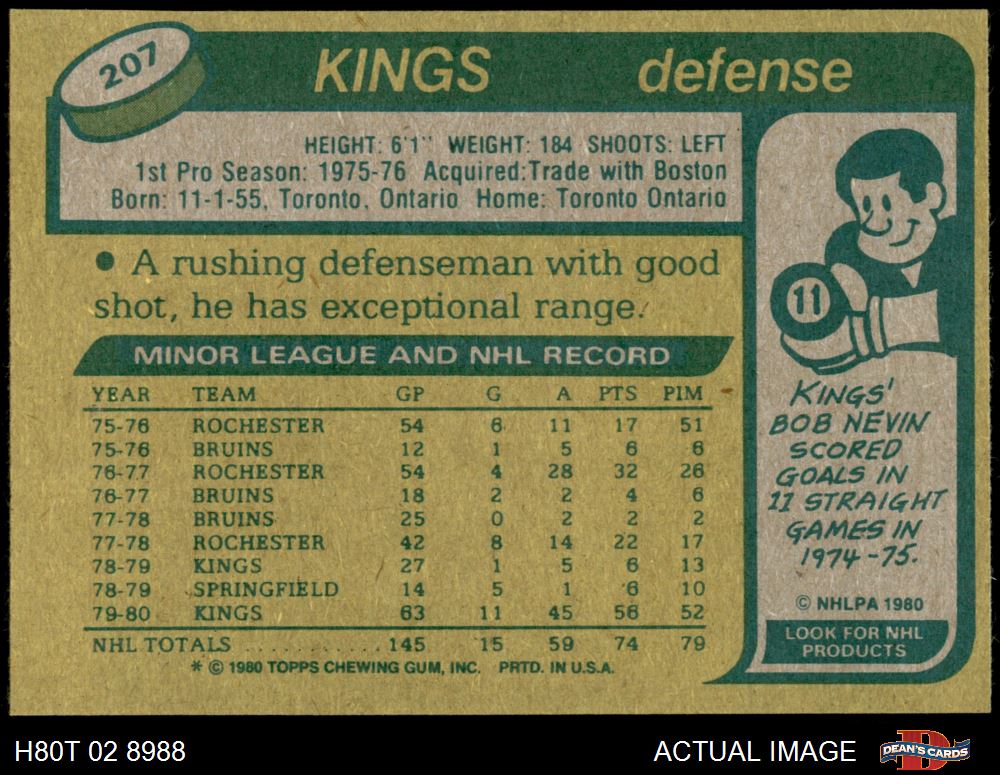 207
KINGS defense
HEIGHT: 6'1" WEIGHT: 184 SHOOTS: LEFT
1st Pro Season: 1975-76 Acquired:Trade with Boston
Born: 11-1-55, Toronto, Ontario Home: Toronto Ontario
• A rushing defenseman with good
shot, he has exceptional range.
MINOR LEAGUE AND NHL RECORD
YEAR TEAM GP G A PTS PIM
75-76 ROCHESTER 54 6 11 17 51
75-76 BRUINS 12 1 5 6 6
76-77 ROCHESTER 54 4 28 32 26
76-77 BRUINS 18 2 2 4 6
77-78 BRUINS 25 0 2 2 2
77-78 ROCHESTER 42 8 14 22 17
78-79 KINGS 27 1 5 6 13
78-79 SPRINGFIELD 14 5 1 6 10
79-80 KINGS 63 11 45 56 52
NHL TOTALS ............ 145 15 59 74 79
* © 1980 TOPPS CHEWING GUM, INC. PRTD. IN U.S.A.
11
KINGS'
BOB NEVIN
SCORED
GOALS IN
11 STRAIGHT
GAMES IN
1974-75.
© NHLPA 1980
LOOK FOR NHL
PRODUCTS
H80T 02 8988 ACTUAL IMAGE DEAN'S CARDS